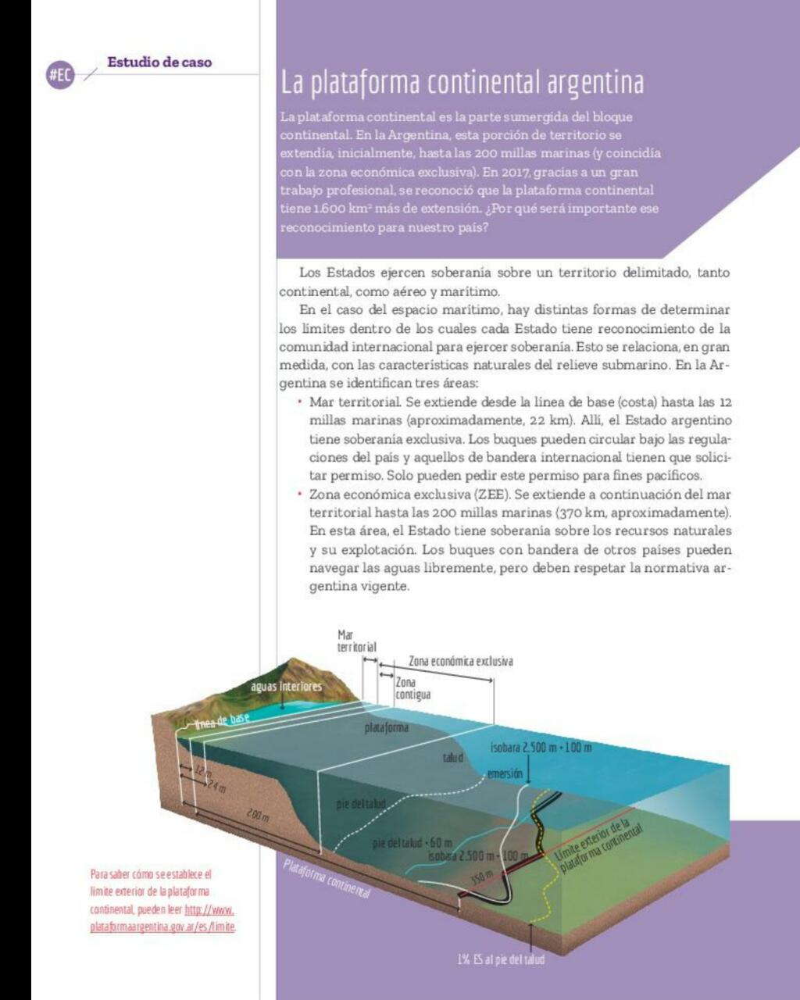 #EC
Estudio de caso
La plataforma continental argentina
La plataforma continental es la parte sumergida del bloque
continental. En la Argentina, esta porción de territorio se
extendía, inicialmente, hasta las 200 millas marinas (y coincidía
con la zona económica exclusiva). En 2017, gracias a un gran
trabajo profesional, se reconoció que la plataforma continental
tiene 1.600 km² más de extensión. ¿Por qué será importante ese
reconocimiento para nuestro país?
Los Estados ejercen soberanía sobre un territorio delimitado, tanto
continental, como aéreo y marítimo.
En el caso del espacio marítimo, hay distintas formas de determinar
los límites dentro de los cuales cada Estado tiene reconocimiento de la
comunidad internacional para ejercer soberanía. Esto se relaciona, en gran
medida, con las características naturales del relieve submarino. En la Ar-
gentina se identifican tres áreas:
• Mar territorial. Se extiende desde la línea de base (costa) hasta las 12
millas marinas (aproximadamente, 22 km). Allí, el Estado argentino
tiene soberanía exclusiva. Los buques pueden circular bajo las regula-
ciones del país y aquellos de bandera internacional tienen que solici-
tar permiso. Solo pueden pedir este permiso para fines pacíficos.
• Zona económica exclusiva (ZEE). Se extiende a continuación del mar
territorial hasta las 200 millas marinas (370 km, aproximadamente).
En esta área, el Estado tiene soberanía sobre los recursos naturales
y su explotación. Los buques con bandera de otros países pueden
navegar las aguas libremente, pero deben respetar la normativa ar-
gentina vigente.
Mar
territorial
Zona económica exclusiva
Zona
contigua
aguas interiores
línea de base
plataforma
talud
isobara 2.500 m + 100 m
emersión
12 m
24 m
200 m
pie del talud
pie del talud + 60 m
isobara 2.500 m + 100 m
350 m
Límite exterior de la
plataforma continental
Plataforma continental
1% ES al pie del talud
Para saber cómo se establece el
límite exterior de la plataforma
continental, pueden leer http://www.
plataformaargentina.gov.ar/es/limite.